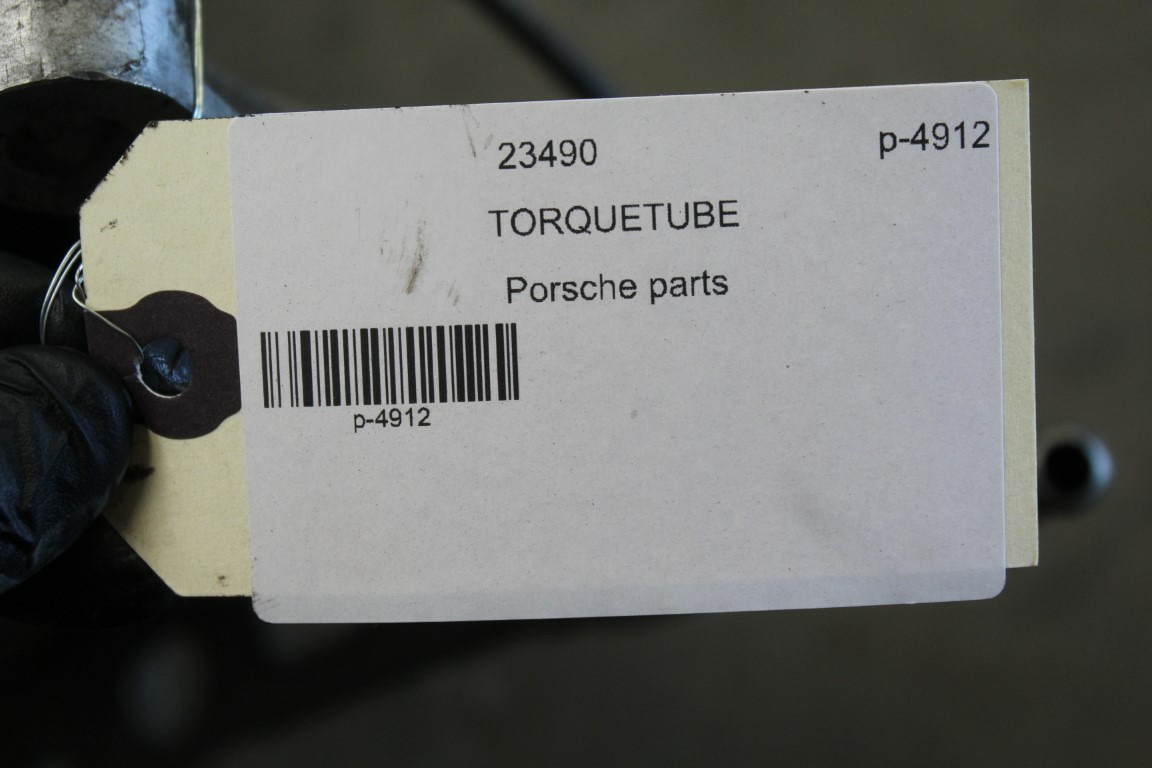 23490
p-4912
TORQUETUBE
Porsche parts
p-4912